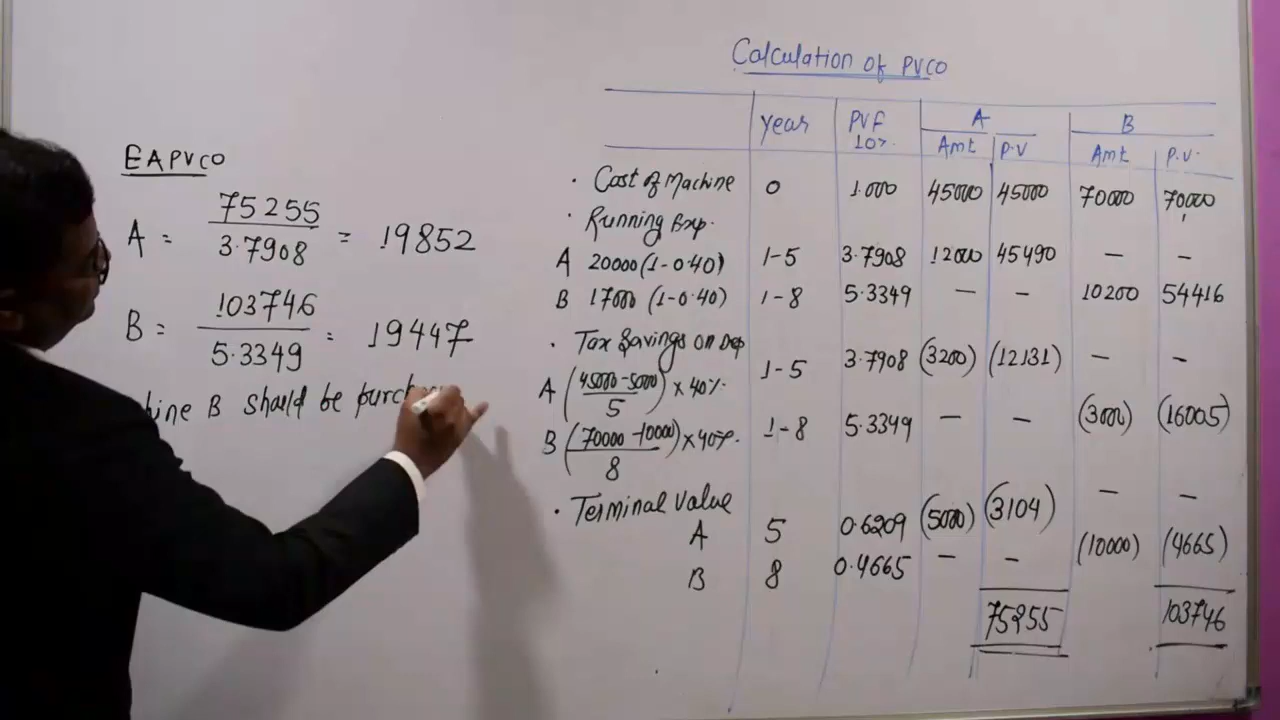 Calculation of PVCO
year PVF 10%. A B
Amt P.V Amt P.V.
. Cost of Machine 0 1.000 45000 45000 70000 70000
. Running Exp.
A 20000 (1-0.40) 1-5 3.7908 12000 45490 — —
B 17000 (1-0.40) 1-8 5.3349 — — 10200 54416
. Tax Savings on Dep
A (45000-5000 / 5) × 40%. 1-5 3.7908 (3200) (12131) — —
B (70000-10000 / 8) × 40%. 1-8 5.3349 — — (3000) (16005)
. Terminal Value
A 5 0.6209 (5000) (3104) — —
B 8 0.4665 — — (10000) (4665)
75255 103746
EAPVCO
A = 75255 / 3.7908 = 19852
B = 103746 / 5.3349 = 19447
B should be